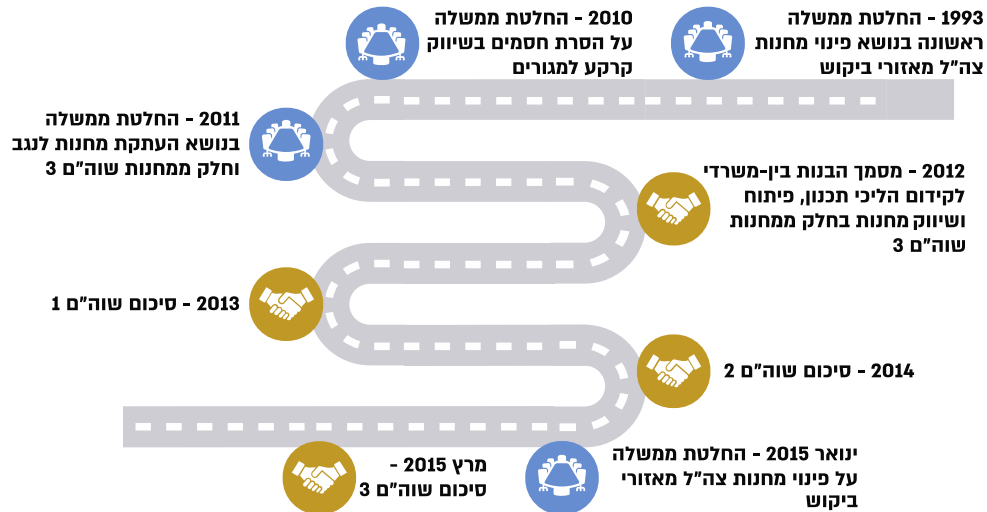 1993 - החלטת ממשלה
ראשונה בנושא פינוי מחנות
צה"ל מאזורי ביקוש
2010 - החלטת ממשלה
על הסרת חסמים בשיווק
קרקע למגורים
2011 - החלטת ממשלה
בנושא העתקת מחנות לנגב
וחלק ממחנות שוה"ם 3
2012 - מסמך הבנות בין-משרדי
לקידום הליכי תכנון, פיתוח
ושיווק מחנות בחלק ממחנות
שוה"ם 3
2013 - סיכום שוה"ם 1
2014 - סיכום שוה"ם 2
ינואר 2015 - החלטת ממשלה
על פינוי מחנות צה"ל מאזורי
ביקוש
מרץ 2015 -
סיכום שוה"ם 3